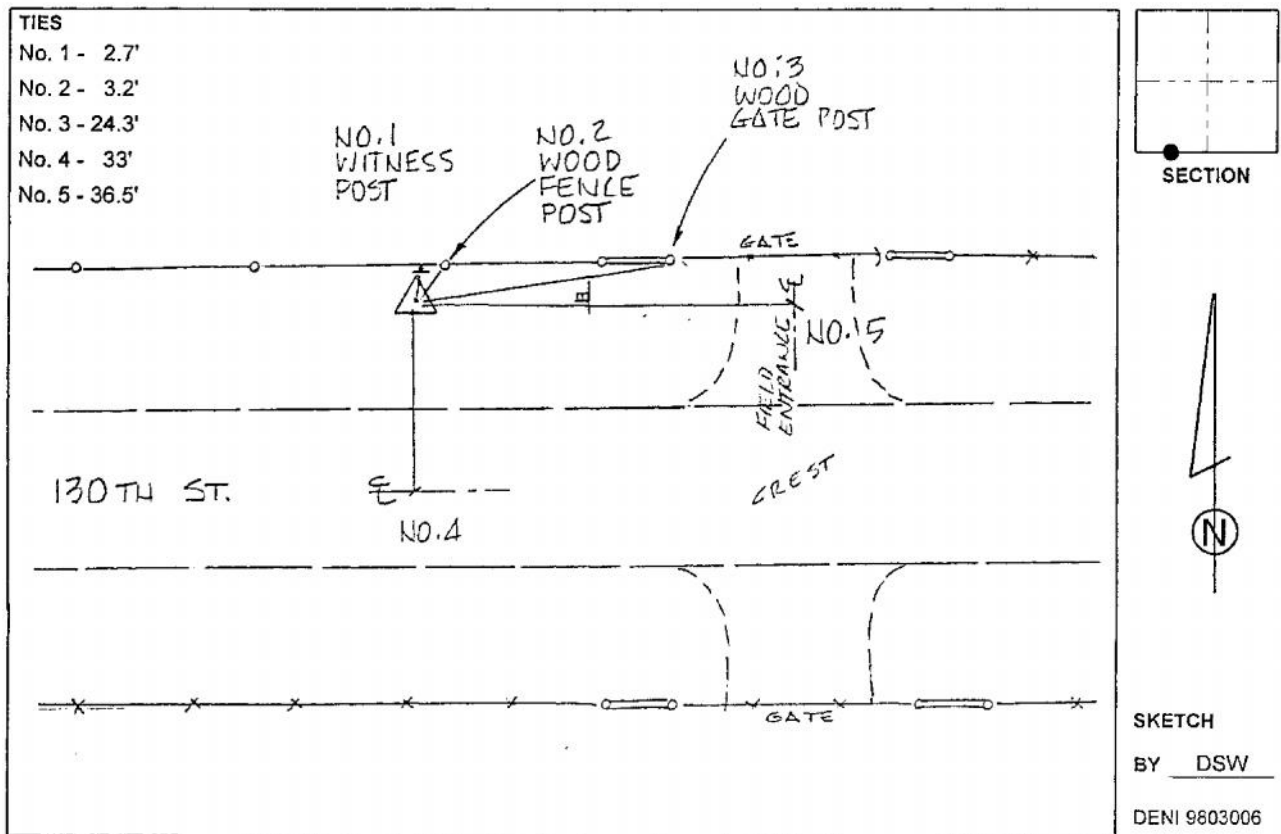 TIES
No. 1 - 2.7'
No. 2 - 3.2'
No. 3 - 24.3'
No. 4 - 33'
No. 5 - 36.5'
NO.1
WITNESS
POST
NO.2
WOOD
FENCE
POST
NO.3
WOOD
GATE POST
GATE
℄
NO.5
FIELD
ENTRANCE
CREST
130TH ST.
℄
NO.4
GATE
SECTION
N
SKETCH
BY DSW
DENI 9803006